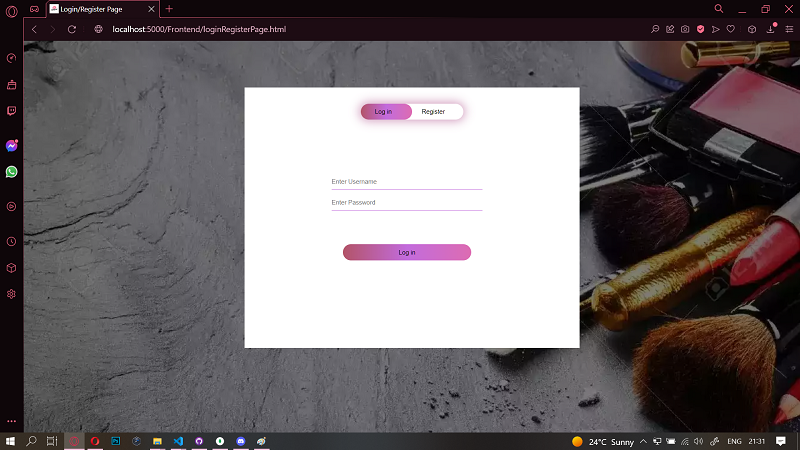 Login/Register Page
localhost:5000/Frontend/loginRegisterPage.html
Log in
Register
Enter Username
Enter Password
Log in
24°C Sunny
ENG
21:31